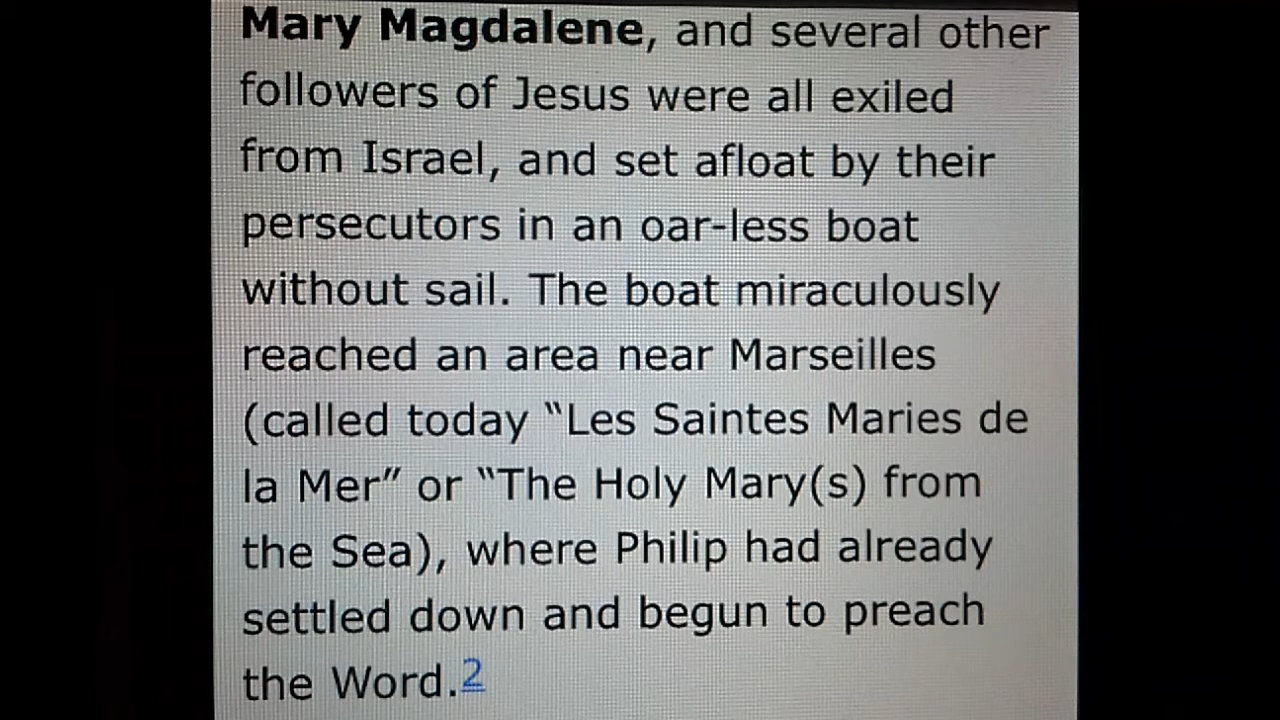 Mary Magdalene, and several other
followers of Jesus were all exiled
from Israel, and set afloat by their
persecutors in an oar-less boat
without sail. The boat miraculously
reached an area near Marseilles
(called today “Les Saintes Maries de
la Mer” or “The Holy Mary(s) from
the Sea), where Philip had already
settled down and begun to preach
the Word.2